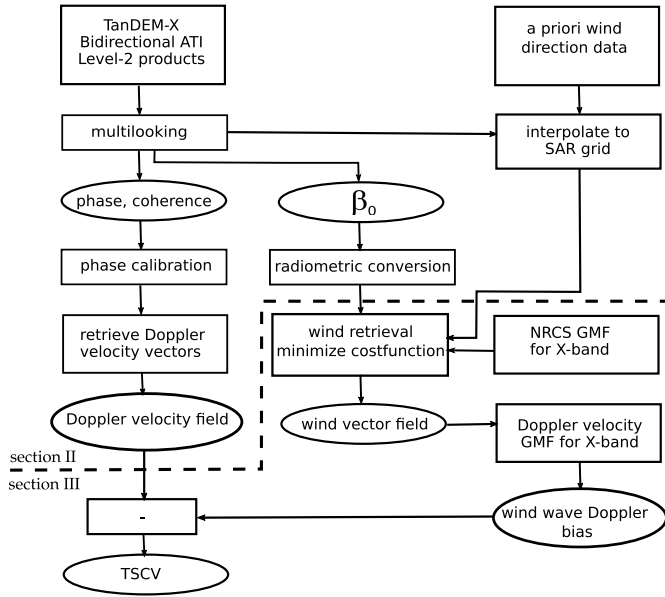 TanDEM-X
Bidirectional ATI
Level-2 products
a priori wind
direction data
multilooking
interpolate to
SAR grid
phase, coherence
β0
phase calibration
radiometric conversion
retrieve Doppler
velocity vectors
wind retrieval
minimize costfunction
NRCS GMF
for X-band
Doppler velocity field
wind vector field
Doppler velocity
GMF for X-band
section II
section III
-
wind wave Doppler
bias
TSCV